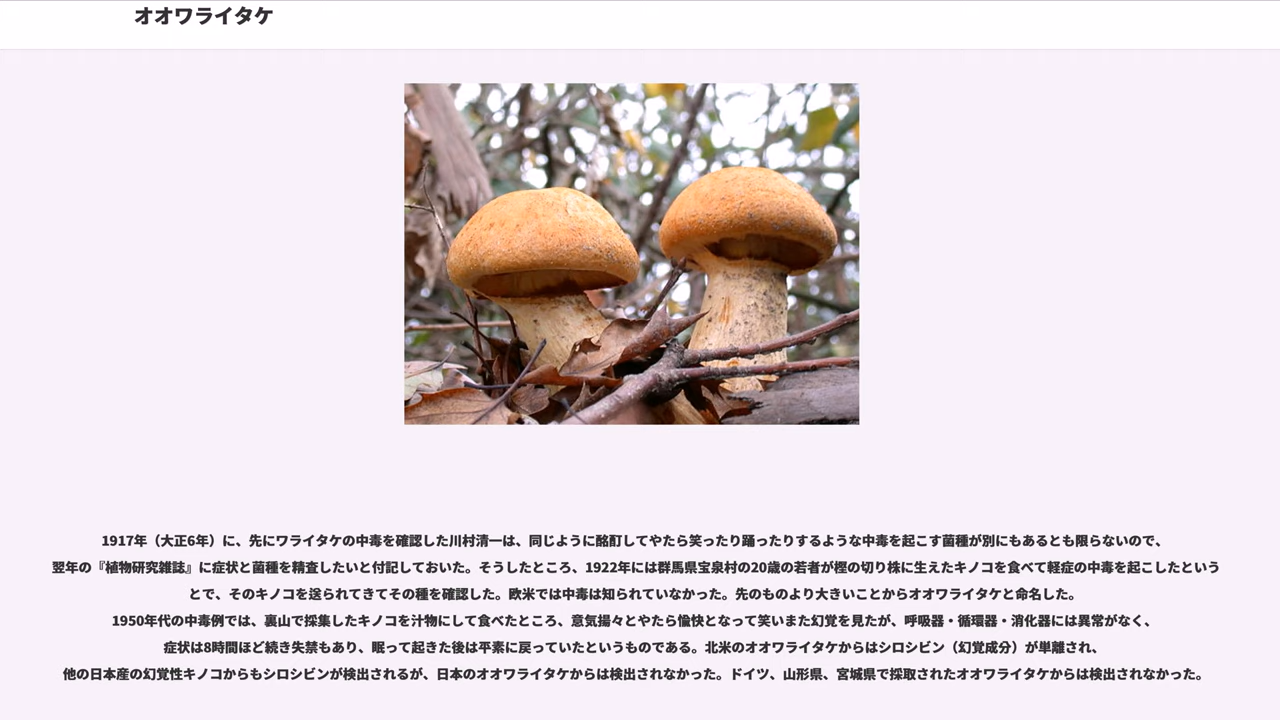 オオワライタケ
1917年（大正6年）に、先にワライタケの中毒を確認した川村清一は、同じように酩酊してやたら笑ったり踊ったりするような中毒を起こす菌種が別にもあるとも限らないので、
翌年の『植物研究雑誌』に症状と菌種を精査したいと付記しておいた。そうしたところ、1922年には群馬県宝泉村の20歳の若者が樫の切り株に生えたキノコを食べて軽症の中毒を起こしたという
とで、そのキノコを送られてきてその種を確認した。欧米では中毒は知られていなかった。先のものより大きいことからオオワライタケと命名した。
1950年代の中毒例では、裏山で採集したキノコを汁物にして食べたところ、意気揚々とやたら愉快となって笑いまた幻覚を見たが、呼吸器・循環器・消化器には異常がなく、
症状は8時間ほど続き失禁もあり、眠って起きた後は平素に戻っていたというものである。北米のオオワライタケからはシロシビン（幻覚成分）が単離され、
他の日本産の幻覚性キノコからもシロシビンが検出されるが、日本のオオワライタケからは検出されなかった。ドイツ、山形県、宮城県で採取されたオオワライタケからは検出されなかった。